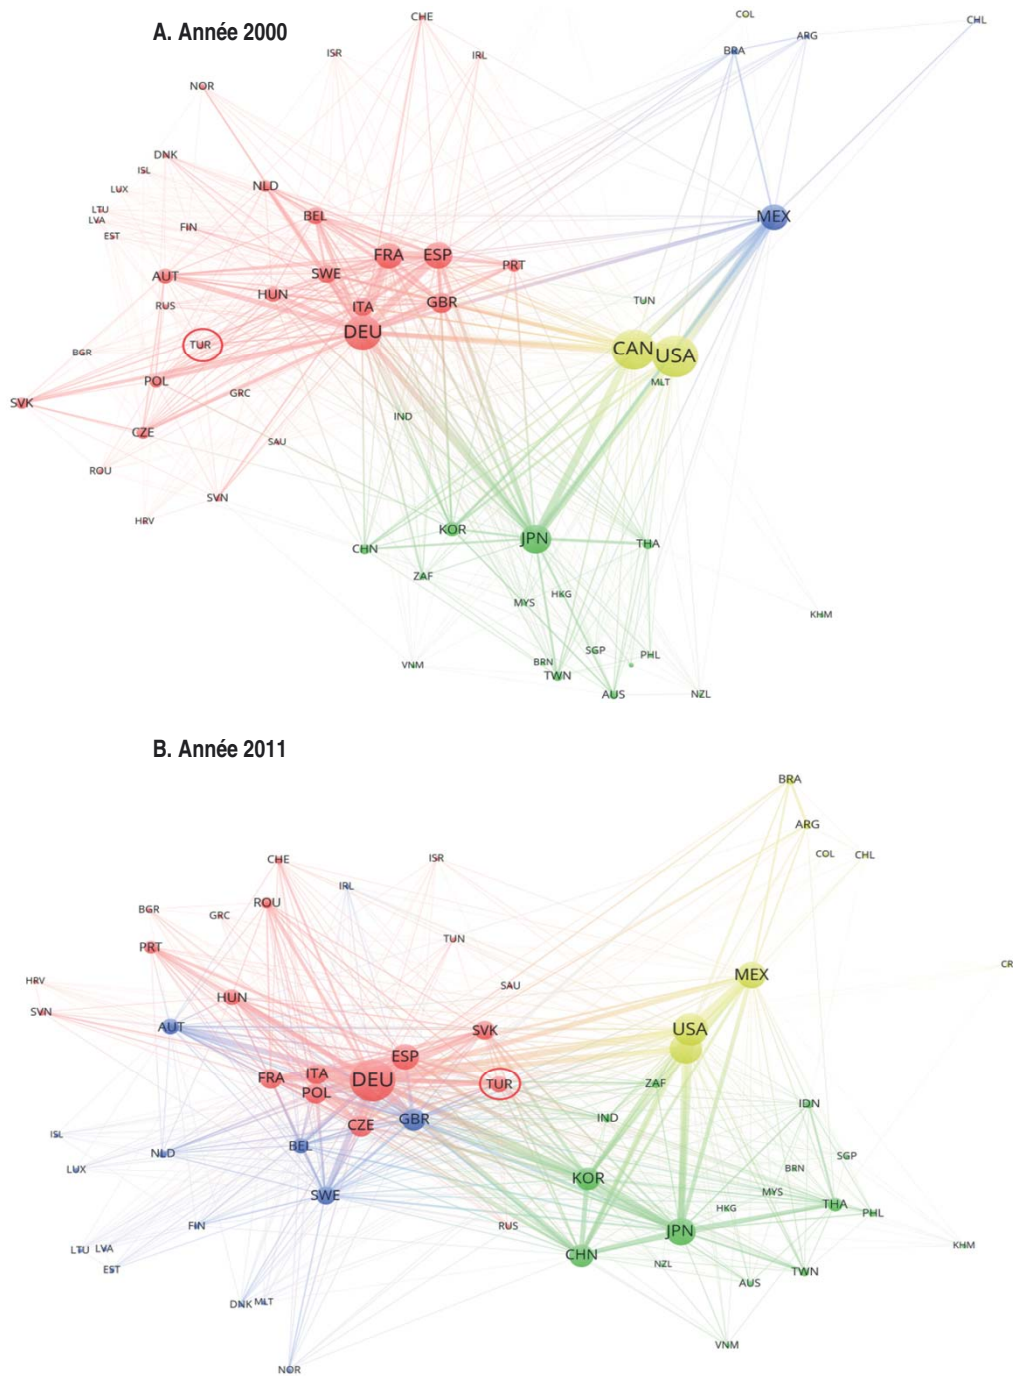 A. Année 2000
CHE
COL
CHL
ARG
BRA
ISR
IRL
NOR
DNK
ISL
LUX
NLD
LTU
LVA
BEL
MEX
FIN
EST
FRA
ESP
PRT
SWE
AUT
HUN
TUN
RUS
ITA
GBR
DEU
TUR
CAN
USA
BGR
POL
MLT
GRC
SVK
IND
CZE
SAU
ROU
SVN
HRV
KOR
JPN
CHN
THA
ZAF
MYS
HKG
KHM
VNM
BRN
TWN
SGP
PHL
AUS
NZL
B. Année 2011
BRA
ARG
COL
CHL
CHE
ISR
IRL
ROU
BGR
GRC
PRT
TUN
CR
HRV
SAU
MEX
HUN
SVN
AUT
SVK
USA
ESP
ITA
FRA
DEU
TUR
ZAF
POL
IDN
CZE
GBR
IND
ISL
BEL
NLD
SGP
LUX
BRN
KOR
SWE
MYS
HKG
THA
PHL
FIN
RUS
JPN
LTU
LVA
CHN
KHM
EST
NZL
TWN
AUS
DNK
MLT
VNM
NOR